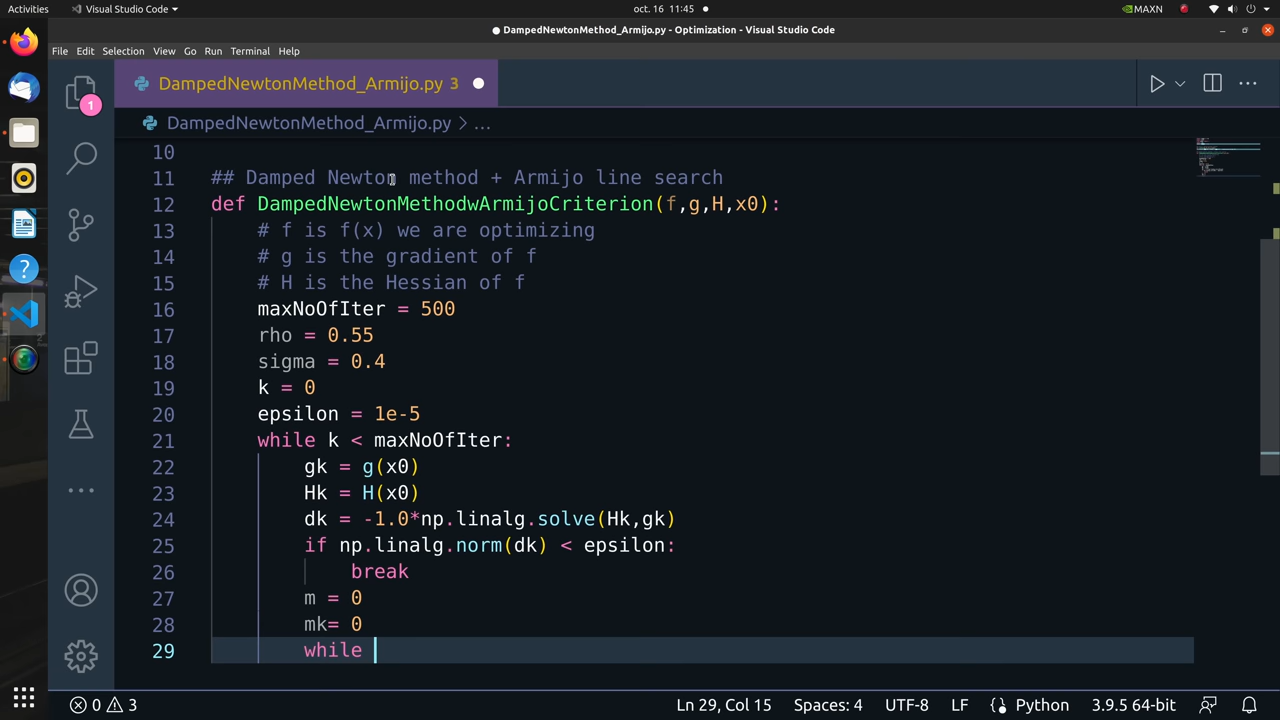 Activities
Visual Studio Code
oct. 16 11:45
MAXN
DampedNewtonMethod_Armijo.py - Optimization - Visual Studio Code
File Edit Selection View Go Run Terminal Help
DampedNewtonMethod_Armijo.py 3
DampedNewtonMethod_Armijo.py > ...
1
10
11 ## Damped Newton method + Armijo line search
12 def DampedNewtonMethodwArmijoCriterion(f,g,H,x0):
13 # f is f(x) we are optimizing
14 # g is the gradient of f
15 # H is the Hessian of f
16 maxNoOfIter = 500
17 rho = 0.55
18 sigma = 0.4
19 k = 0
20 epsilon = 1e-5
21 while k < maxNoOfIter:
22 gk = g(x0)
23 Hk = H(x0)
24 dk = -1.0*np.linalg.solve(Hk,gk)
25 if np.linalg.norm(dk) < epsilon:
26 break
27 m = 0
28 mk= 0
29 while
0 3
Ln 29, Col 15 Spaces: 4 UTF-8 LF Python 3.9.5 64-bit